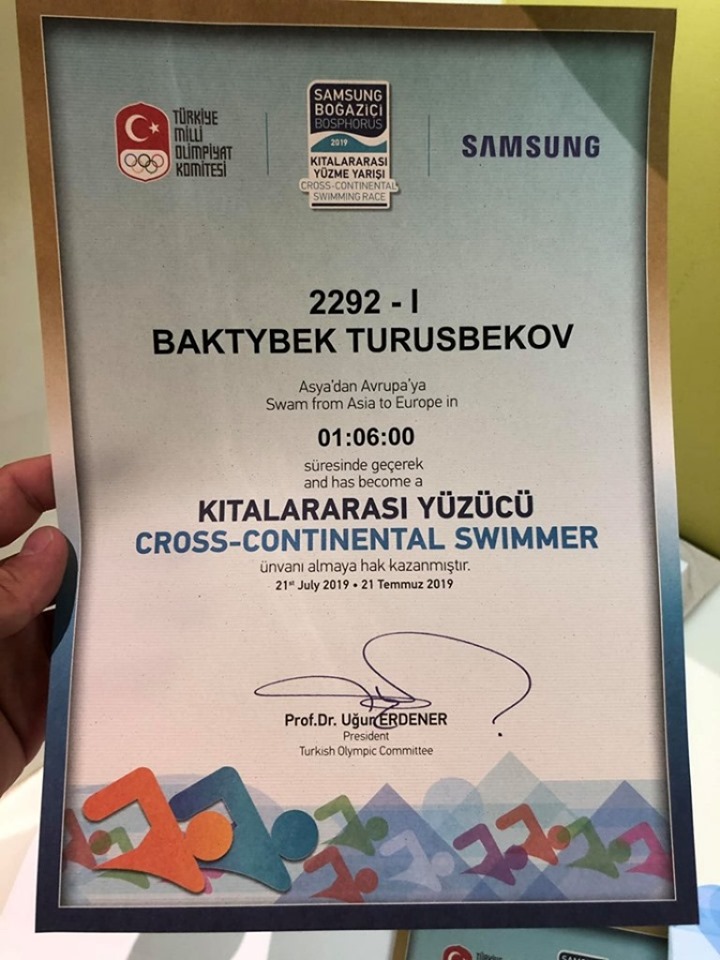 TÜRKİYE
MİLLİ
OLİMPİYAT
KOMİTESİ
SAMSUNG
BOĞAZİÇİ
BOSPHORUS
2019
KITALARARASI
YÜZME YARIŞI
CROSS-CONTINENTAL
SWIMMING RACE
SAMSUNG
2292 - I
BAKTYBEK TURUSBEKOV
Asya'dan Avrupa'ya
Swam from Asia to Europe in
01:06:00
süresinde geçerek
and has become a
KITALARARASI YÜZÜCÜ
CROSS-CONTINENTAL SWIMMER
ünvanı almaya hak kazanmıştır.
21st July 2019 • 21 Temmuz 2019
Prof.Dr. Uğur ERDENER
President
Turkish Olympic Committee
SAMSUNG